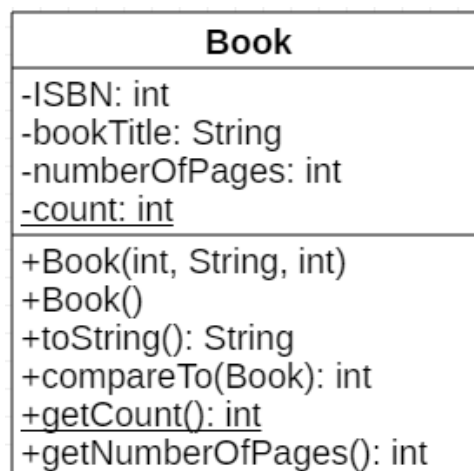 Book
-ISBN: int
-bookTitle: String
-numberOfPages: int
-count: int
+Book(int, String, int)
+Book()
+toString(): String
+compareTo(Book): int
+getCount(): int
+getNumberOfPages(): int